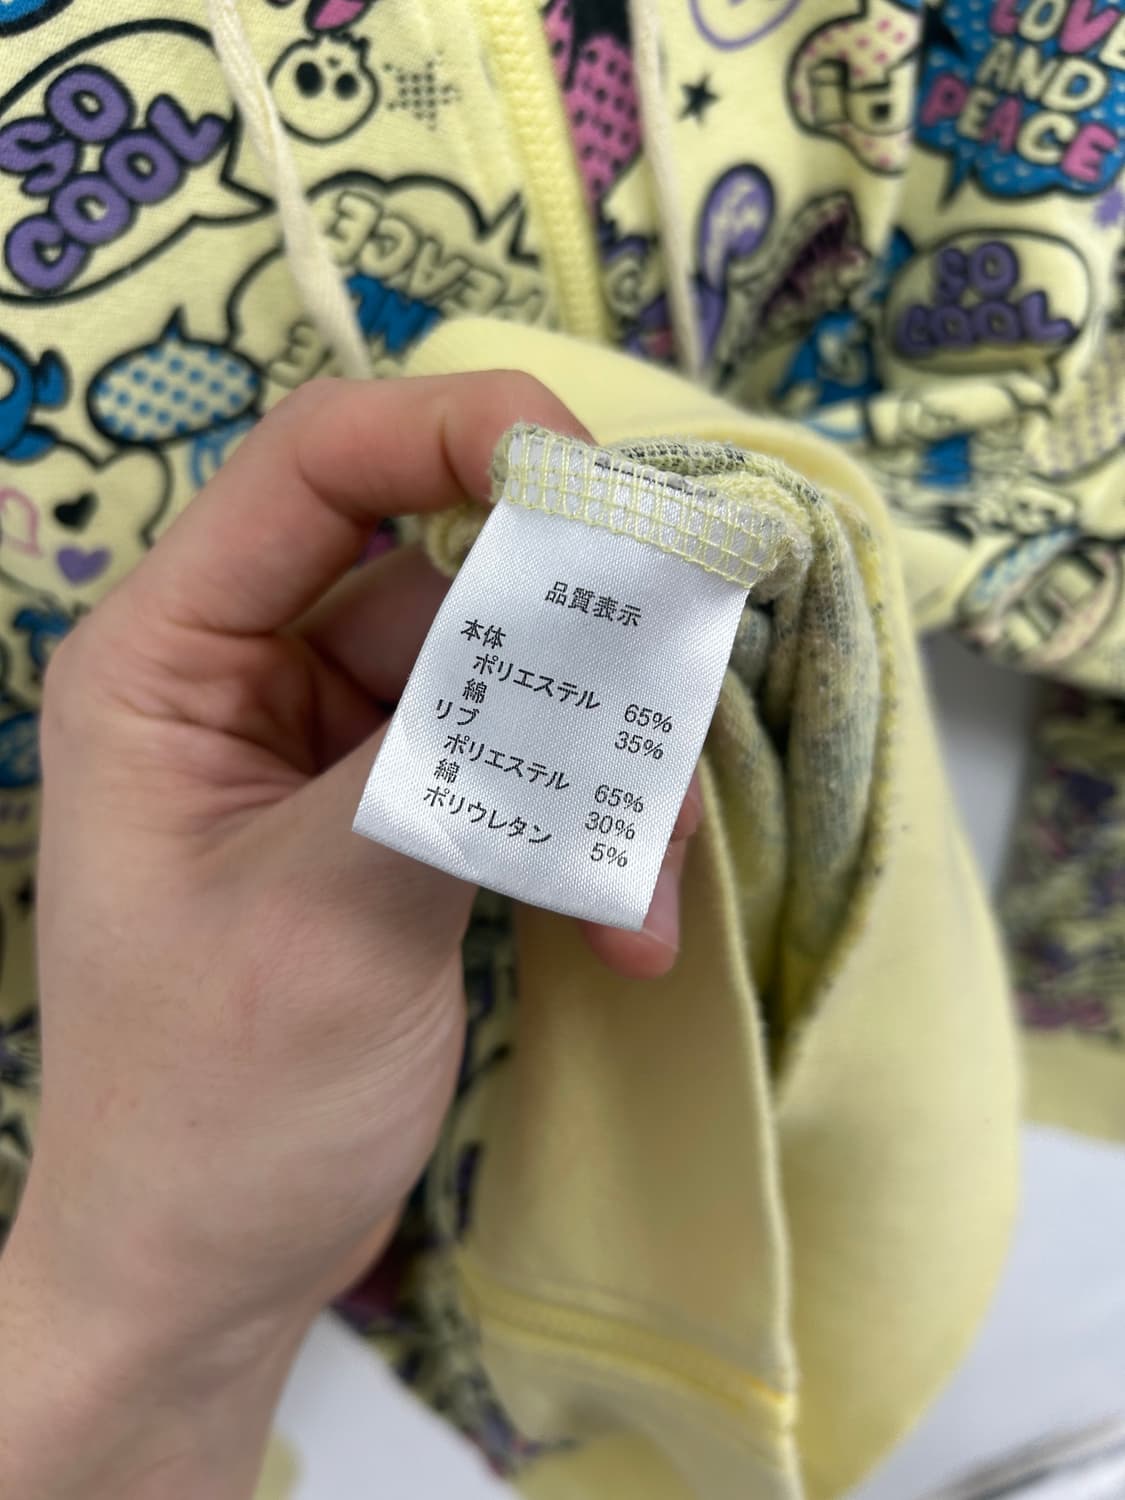 SO
COOL
LOVE
AND
PEACE
PEACE
SO
COOL
品質表示
本体
ポリエステル 65%
綿 35%
リブ
ポリエステル 65%
綿 30%
ポリウレタン 5%